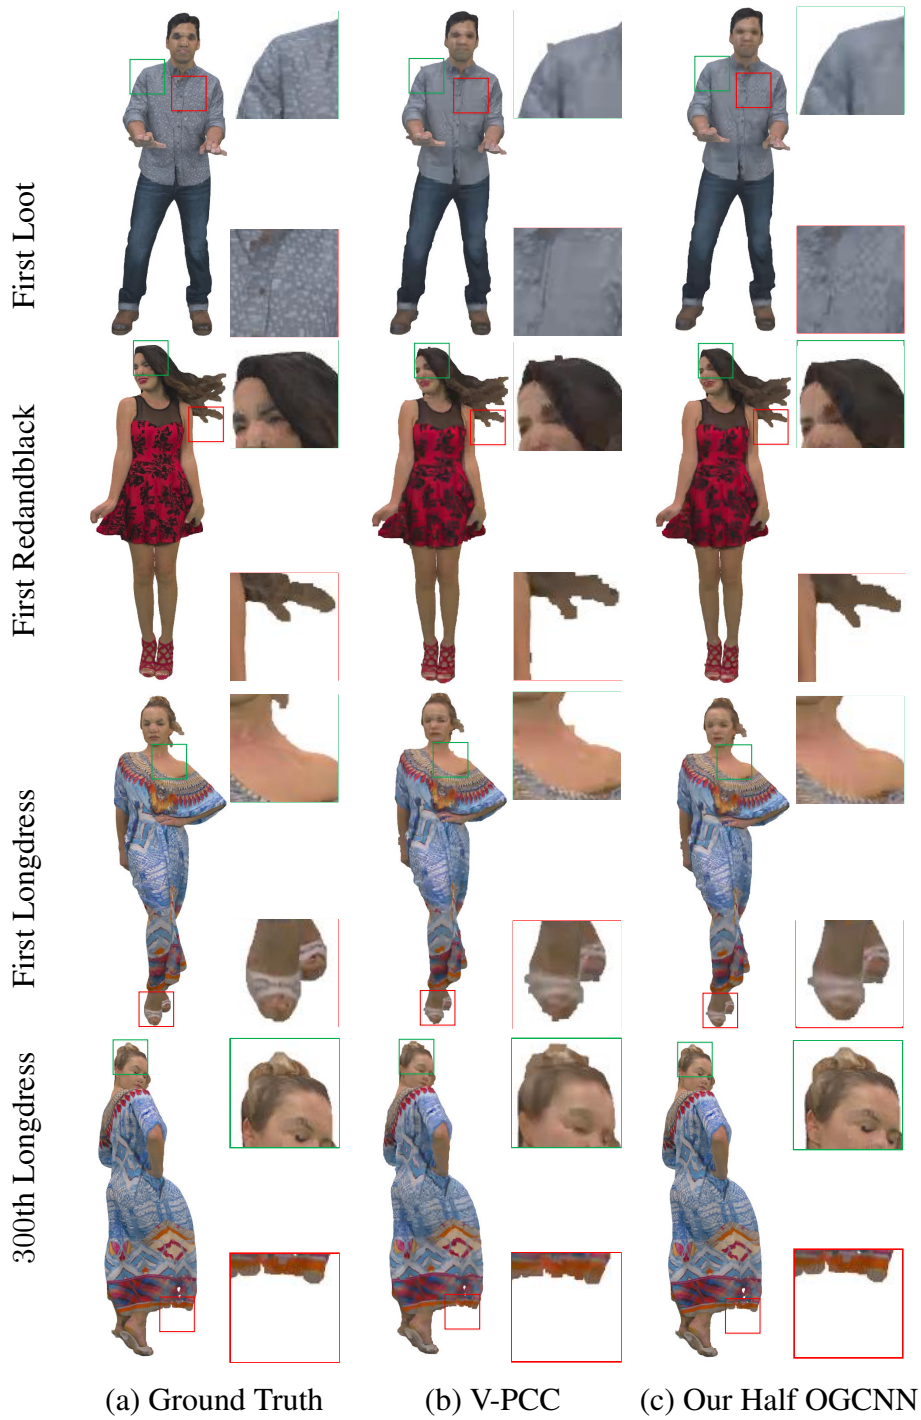 First Loot
First Redandblack
First Longdress
300th Longdress
(a) Ground Truth
(b) V-PCC
(c) Our Half OGCNN